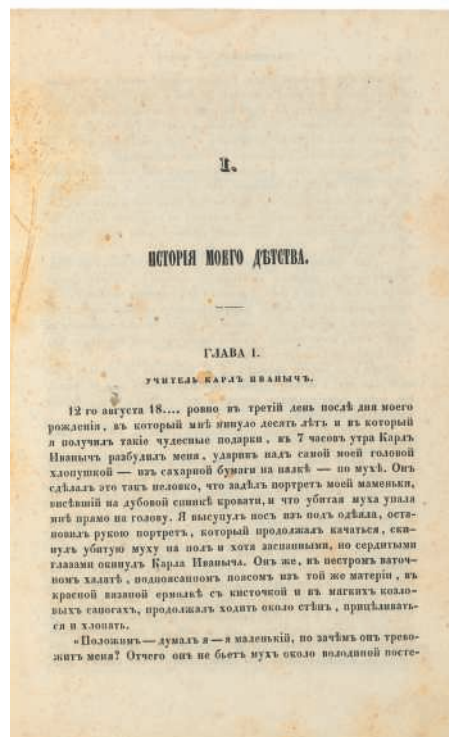 I.
ИСТОРІЯ МОЕГО ДѢТСТВА.
ГЛАВА I.
УЧИТЕЛЬ КАРЛЪ ИВАНЫЧЪ.
12 го августа 18.... ровно въ третій день послѣ дня моего
рожденія, въ который мнѣ минуло десять лѣтъ и въ который
я получилъ такіе чудесные подарки, въ 7 часовъ утра Карлъ
Иванычъ разбудилъ меня, ударивъ надъ самой моей головой
хлопушкой — изъ сахарной бумаги на палкѣ — по мухѣ. Онъ
сдѣлалъ это такъ неловко, что задѣлъ портретъ моей маменьки,
висѣвшій на дубовой спинкѣ кровати, и что убитая муха упала
мнѣ прямо на голову. Я высунулъ носъ изъ подъ одѣяла, оста-
новилъ рукою портретъ, который продолжалъ качаться, ски-
нулъ убитую муху на полъ и хотя заспанными, но сердитыми
глазами окинулъ Карла Иваныча. Онъ же, въ пестромъ ваточ-
номъ халатѣ, подпоясанномъ поясомъ изъ той же матеріи, въ
красной вязаной ермолкѣ съ кисточкой и въ мягкихъ козло-
выхъ сапогахъ, продолжалъ ходить около стѣнъ, прицѣливать-
ся и хлопать.
«Положимъ—думалъ я—я маленькій, но зачѣмъ онъ трево-
житъ меня? Отчего онъ не бьетъ мухъ около володиной посте-